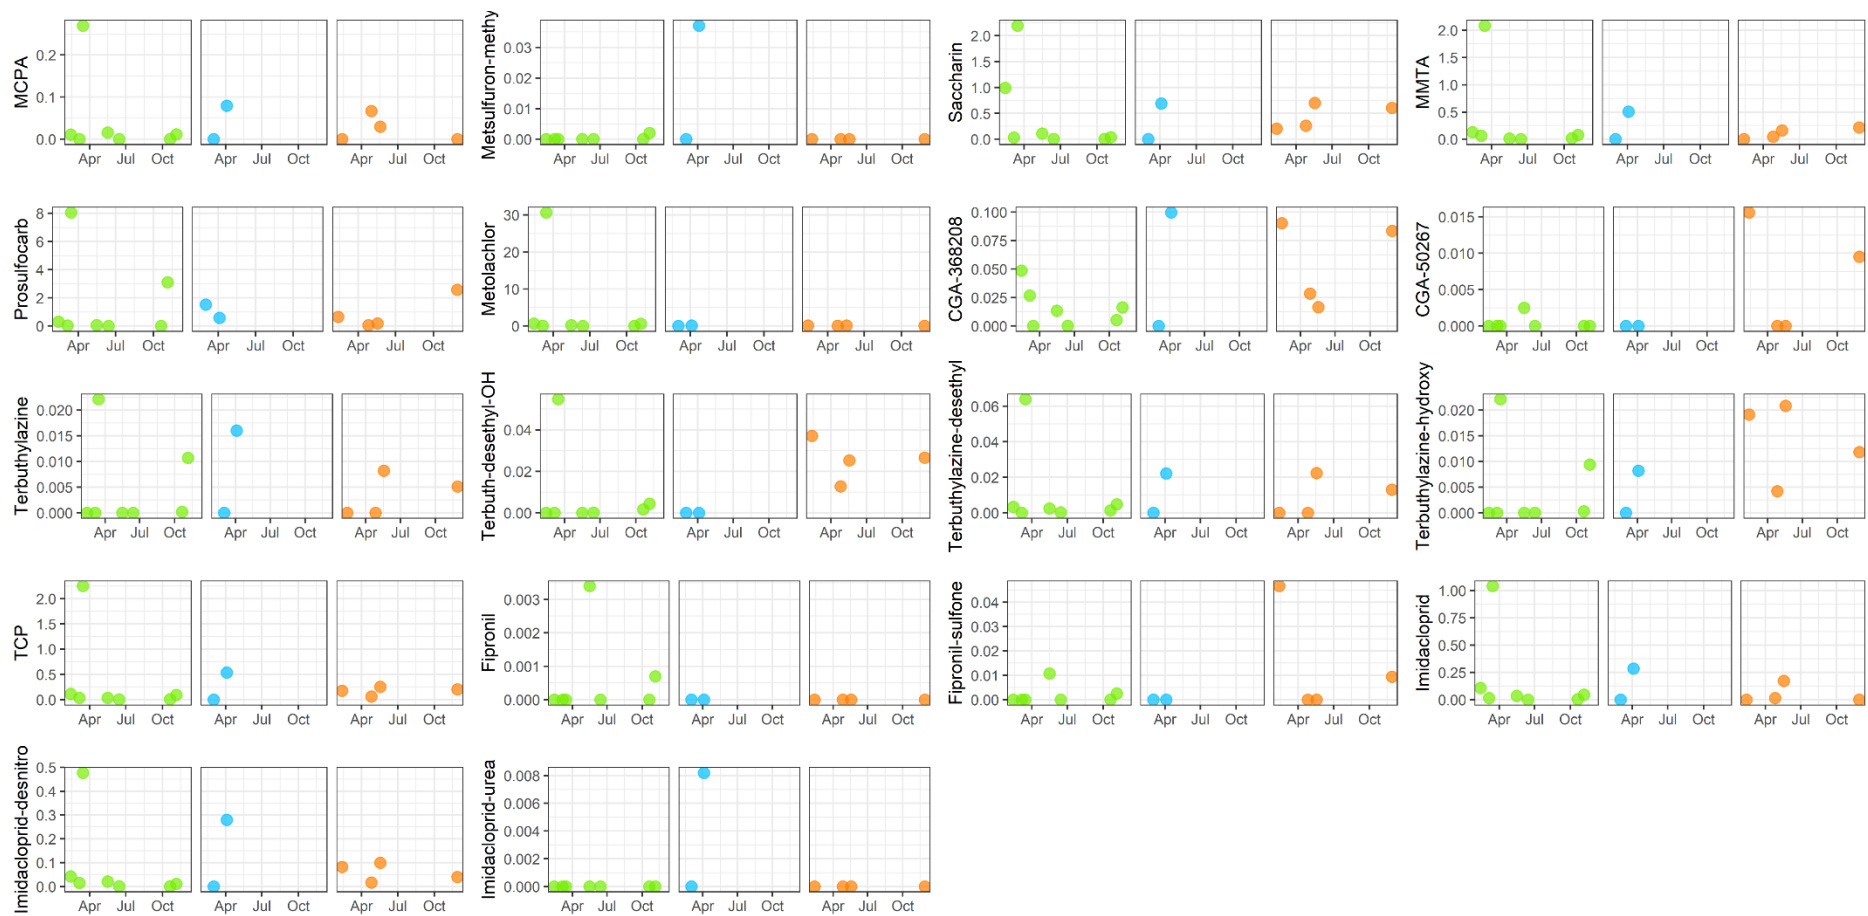 MCPA
0.2
0.1
0.0
Apr Jul Oct Apr Jul Oct Apr Jul Oct
Metsulfuron-methy
0.03
0.02
0.01
0.00
Apr Jul Oct Apr Jul Oct Apr Jul Oct
Saccharin
2.0
1.5
1.0
0.5
0.0
Apr Jul Oct Apr Jul Oct Apr Jul Oct
MMTA
2.0
1.5
1.0
0.5
0.0
Apr Jul Oct Apr Jul Oct Apr Jul Oct
Prosulfocarb
8
6
4
2
0
Apr Jul Oct Apr Jul Oct Apr Jul Oct
Metolachlor
30
20
10
0
Apr Jul Oct Apr Jul Oct Apr Jul Oct
CGA-368208
0.100
0.075
0.050
0.025
0.000
Apr Jul Oct Apr Jul Oct Apr Jul Oct
CGA-50267
0.015
0.010
0.005
0.000
Apr Jul Oct Apr Jul Oct Apr Jul Oct
Terbuthylazine
0.020
0.015
0.010
0.005
0.000
Apr Jul Oct Apr Jul Oct Apr Jul Oct
Terbuth-desethyl-OH
0.04
0.02
0.00
Apr Jul Oct Apr Jul Oct Apr Jul Oct
Terbuthylazine-desethyl
0.06
0.04
0.02
0.00
Apr Jul Oct Apr Jul Oct Apr Jul Oct
Terbuthylazine-hydroxy
0.020
0.015
0.010
0.005
0.000
Apr Jul Oct Apr Jul Oct Apr Jul Oct
TCP
2.0
1.5
1.0
0.5
0.0
Apr Jul Oct Apr Jul Oct Apr Jul Oct
Fipronil
0.003
0.002
0.001
0.000
Apr Jul Oct Apr Jul Oct Apr Jul Oct
Fipronil-sulfone
0.04
0.03
0.02
0.01
0.00
Apr Jul Oct Apr Jul Oct Apr Jul Oct
Imidacloprid
1.00
0.75
0.50
0.25
0.00
Apr Jul Oct Apr Jul Oct Apr Jul Oct
Imidacloprid-desnitro
0.5
0.4
0.3
0.2
0.1
0.0
Apr Jul Oct Apr Jul Oct Apr Jul Oct
Imidacloprid-urea
0.008
0.006
0.004
0.002
0.000
Apr Jul Oct Apr Jul Oct Apr Jul Oct